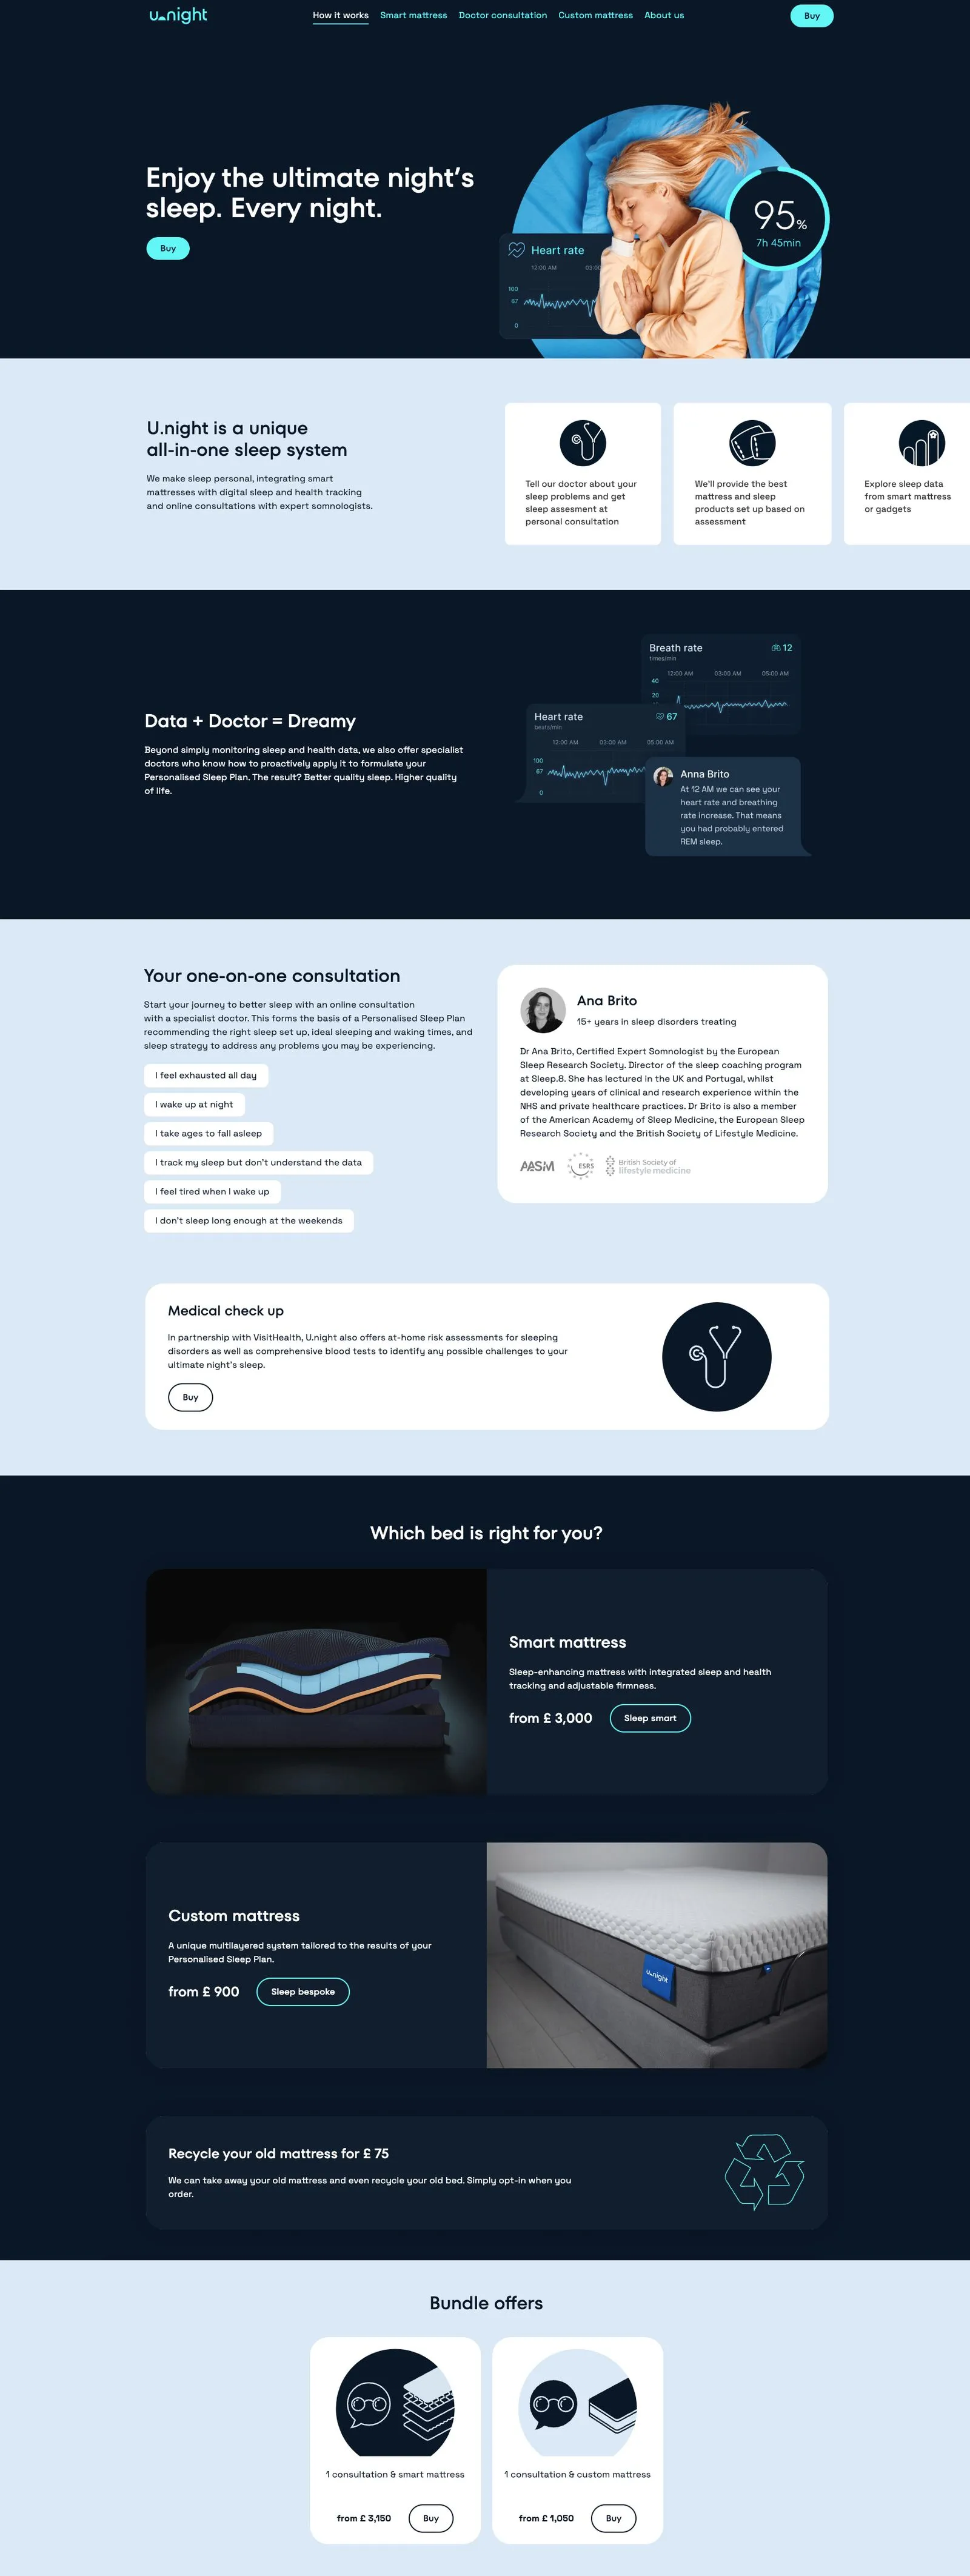 u.night
How it works Smart mattress Doctor consultation Custom mattress About us
Buy
Enjoy the ultimate night's
sleep. Every night.
Buy
95%
7h 45min
Heart rate
12:00 AM 03:00
100
67
0
U.night is a unique
all-in-one sleep system
We make sleep personal, integrating smart
mattresses with digital sleep and health tracking
and online consultations with expert somnologists.
Tell our doctor about your
sleep problems and get
sleep assesment at
personal consultation
We'll provide the best
mattress and sleep
products set up based on
assessment
Explore sleep data
from smart mattress
or gadgets
Data + Doctor = Dreamy
Beyond simply monitoring sleep and health data, we also offer specialist
doctors who know how to proactively apply it to formulate your
Personalised Sleep Plan. The result? Better quality sleep. Higher quality
of life.
Breath rate
times/min
12
12:00 AM 03:00 AM 05:00 AM
40
20
Heart rate
beats/min
67
12:00 AM 03:00 AM 05:00 AM
100
67
0
Anna Brito
At 12 AM we can see your
heart rate and breathing
rate increase. That means
you had probably entered
REM sleep.
Your one-on-one consultation
Start your journey to better sleep with an online consultation
with a specialist doctor. This forms the basis of a Personalised Sleep Plan
recommending the right sleep set up, ideal sleeping and waking times, and
sleep strategy to address any problems you may be experiencing.
I feel exhausted all day
I wake up at night
I take ages to fall asleep
I track my sleep but don't understand the data
I feel tired when I wake up
I don't sleep long enough at the weekends
Ana Brito
15+ years in sleep disorders treating
Dr Ana Brito, Certified Expert Somnologist by the European
Sleep Research Society, Director of the sleep coaching program
at Sleep.8. She has lectured in the UK and Portugal, whilst
developing years of clinical and research experience within the
NHS and private healthcare practices. Dr Brito is also a member
of the American Academy of Sleep Medicine, the European Sleep
Research Society and the British Society of Lifestyle Medicine.
AASM
ESRS
British Society of
lifestyle medicine
Medical check up
In partnership with VisitHealth, U.night also offers at-home risk assessments for sleeping
disorders as well as comprehensive blood tests to identify any possible challenges to your
ultimate night's sleep.
Buy
Which bed is right for you?
Smart mattress
Sleep-enhancing mattress with integrated sleep and health
tracking and adjustable firmness.
from £ 3,000
Sleep smart
Custom mattress
A unique multilayered system tailored to the results of your
Personalised Sleep Plan.
from £ 900
Sleep bespoke
u.night
Recycle your old mattress for £ 75
We can take away your old mattress and even recycle your old bed. Simply opt-in when you
order.
Bundle offers
1 consultation & smart mattress
from £ 3,150
Buy
1 consultation & custom mattress
from £ 1,050
Buy